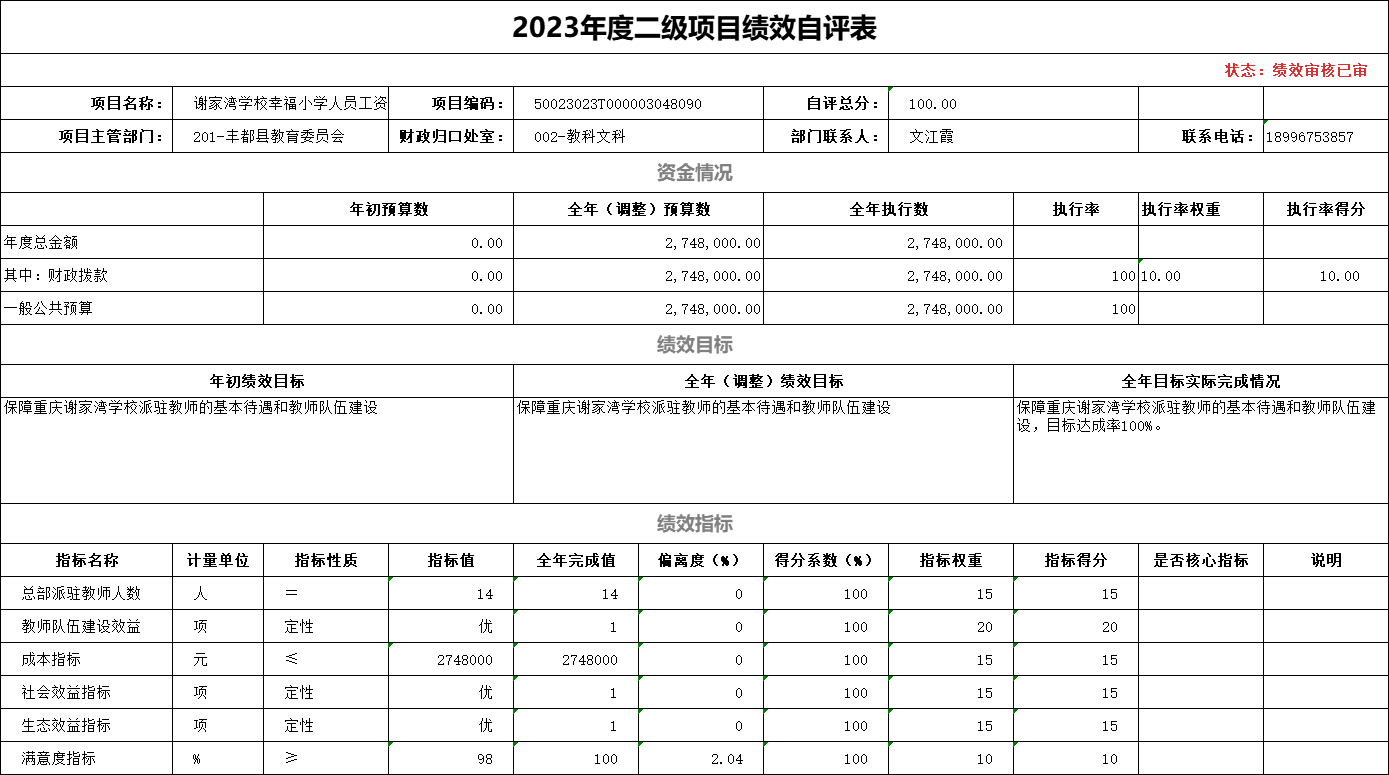 2023年度二级项目绩效自评表
状态：绩效审核已审
项目名称： 谢家湾学校幸福小学人员工资 项目编码： 50023023T000003048090 自评总分： 100.00
项目主管部门： 201-丰都县教育委员会 财政归口处室： 002-教科文科 部门联系人： 文江霞 联系电话： 18996753857
资金情况
年初预算数 全年（调整）预算数 全年执行数 执行率 执行率权重 执行率得分
年度总金额 0.00 2,748,000.00 2,748,000.00
其中：财政拨款 0.00 2,748,000.00 2,748,000.00 100 10.00 10.00
一般公共预算 0.00 2,748,000.00 2,748,000.00 100
绩效目标
年初绩效目标 全年（调整）绩效目标 全年目标实际完成情况
保障重庆谢家湾学校派驻教师的基本待遇和教师队伍建设 保障重庆谢家湾学校派驻教师的基本待遇和教师队伍建设 保障重庆谢家湾学校派驻教师的基本待遇和教师队伍建
设，目标达成率100%。
绩效指标
指标名称 计量单位 指标性质 指标值 全年完成值 偏离度（%） 得分系数（%） 指标权重 指标得分 是否核心指标 说明
总部派驻教师人数 人 ＝ 14 14 0 100 15 15
教师队伍建设效益 项 定性 优 1 0 100 20 20
成本指标 元 ≤ 2748000 2748000 0 100 15 15
社会效益指标 项 定性 优 1 0 100 15 15
生态效益指标 项 定性 优 1 0 100 15 15
满意度指标 % ≥ 98 100 2.04 100 10 10